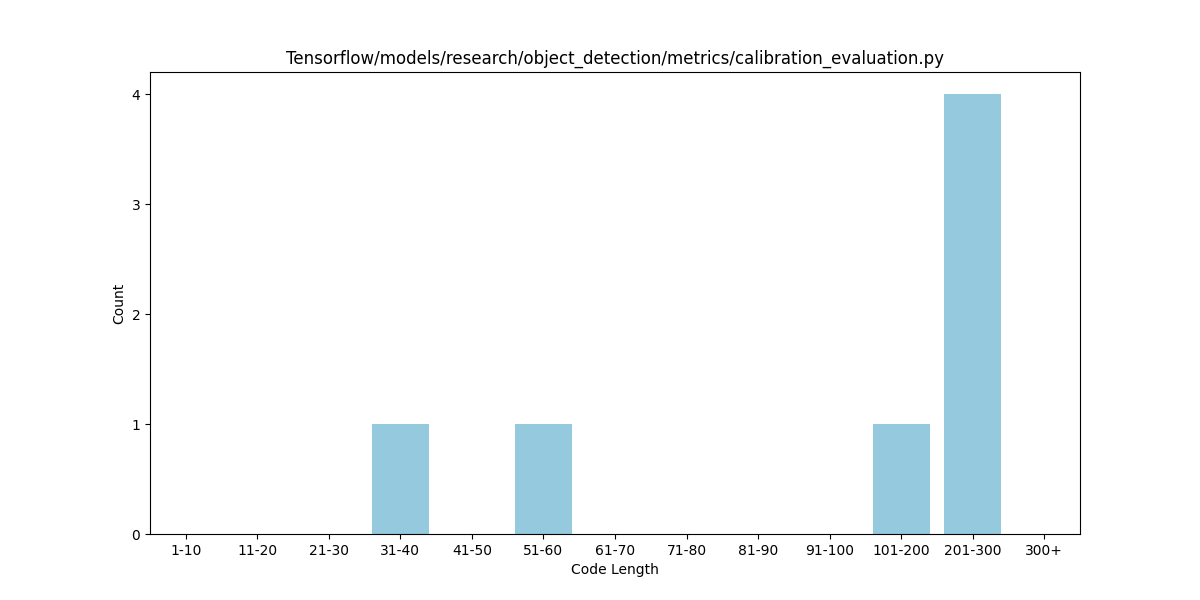 Tensorflow/models/research/object_detection/metrics/calibration_evaluation.py
4
3
2
1
0
Count
1-10 11-20 21-30 31-40 41-50 51-60 61-70 71-80 81-90 91-100 101-200 201-300 300+
Code Length